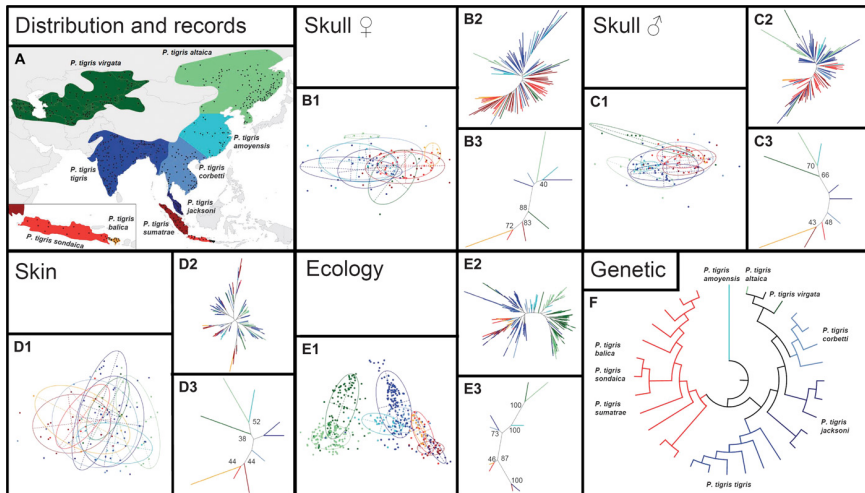 Distribution and records
A
P. tigris virgata
P. tigris altaica
P. tigris
amoyensis
P. tigris
tigris
P. tigris
corbetti
P. tigris
jacksoni
P. tigris
balica
P. tigris sondaica
P. tigris
sumatrae
Skull ♀
B1
B2
B3
40
88
72
83
Skull ♂
C1
C2
C3
70
66
43
48
Skin
D1
D2
D3
52
38
44
44
Ecology
E1
E2
E3
100
100
73
46
87
100
Genetic
F
P. tigris
amoyensis
P. tigris
altaica
P. tigris virgata
P. tigris
corbetti
P. tigris
balica
P. tigris
sondaica
P. tigris
sumatrae
P. tigris
jacksoni
P. tigris tigris